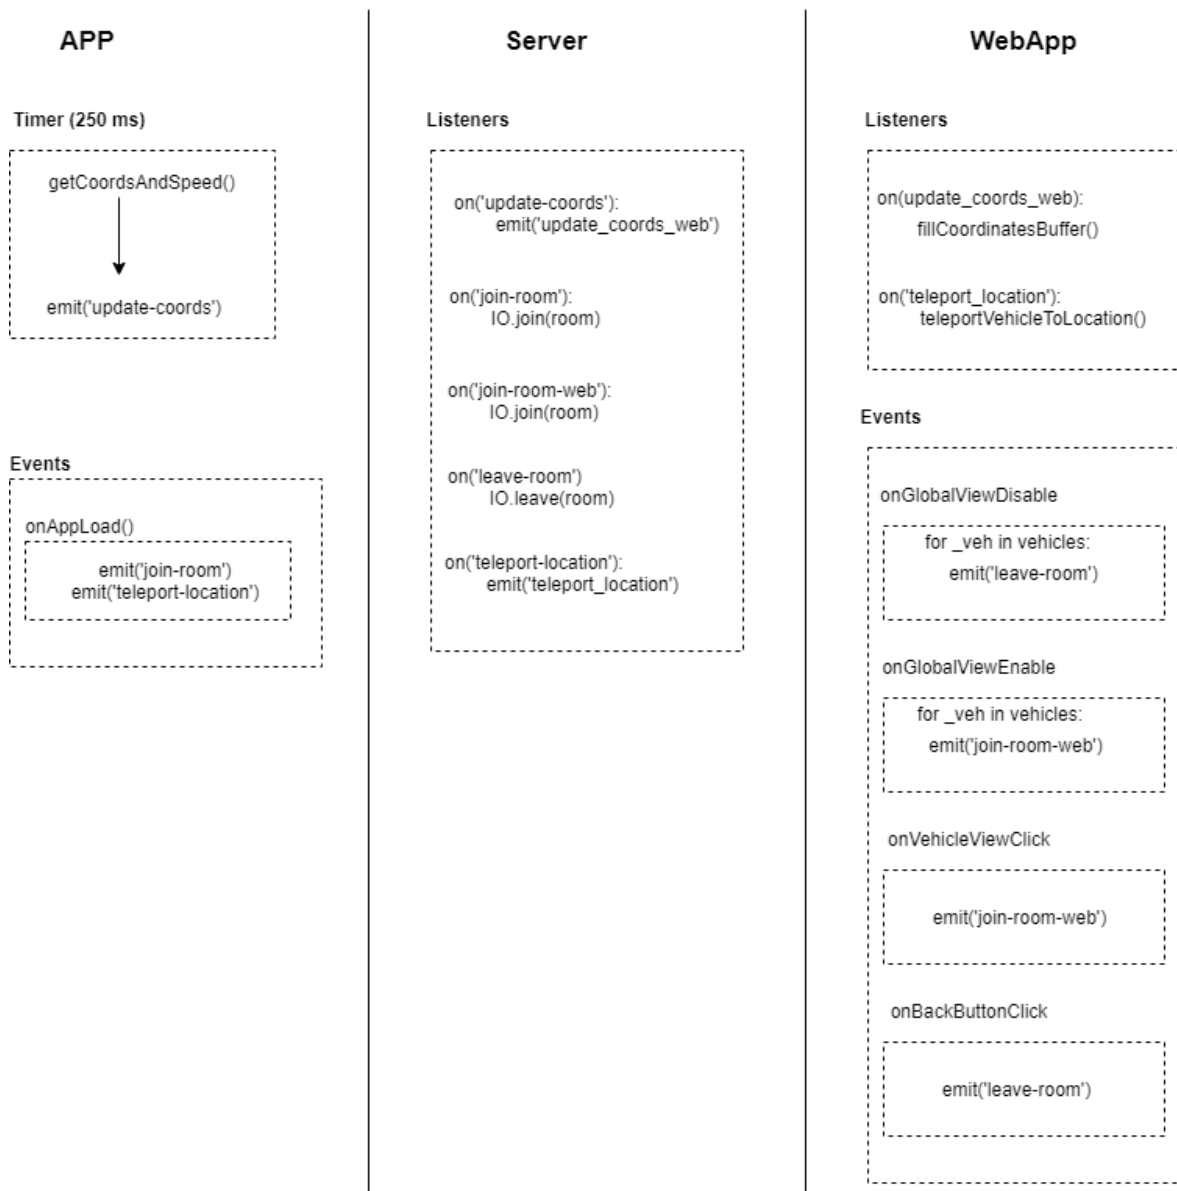 APP
Timer (250 ms)
getCoordsAndSpeed()
emit('update-coords')
Events
onAppLoad()
emit('join-room')
emit('teleport-location')
Server
Listeners
on('update-coords'):
emit('update_coords_web')
on('join-room'):
IO.join(room)
on('join-room-web'):
IO.join(room)
on('leave-room')
IO.leave(room)
on('teleport-location'):
emit('teleport_location')
WebApp
Listeners
on(update_coords_web):
fillCoordinatesBuffer()
on('teleport_location'):
teleportVehicleToLocation()
Events
onGlobalViewDisable
for _veh in vehicles:
emit('leave-room')
onGlobalViewEnable
for _veh in vehicles:
emit('join-room-web')
onVehicleViewClick
emit('join-room-web')
onBackButtonClick
emit('leave-room')